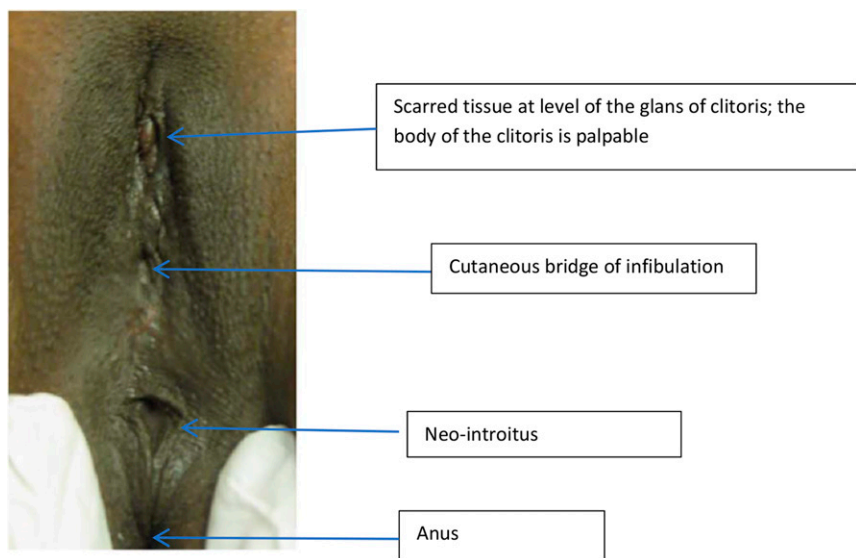 Scarred tissue at level of the glans of clitoris; the
body of the clitoris is palpable
Cutaneous bridge of infibulation
Neo-introitus
Anus